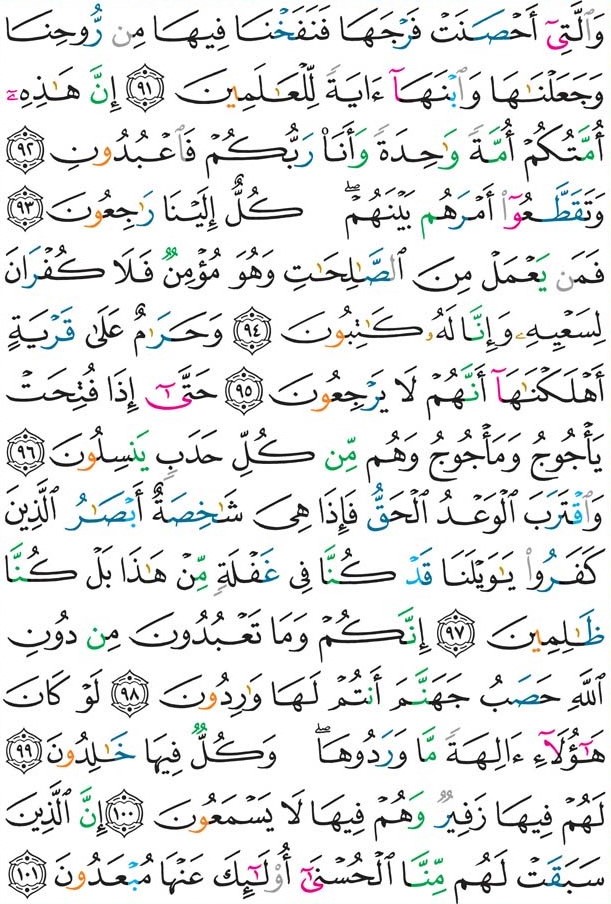 وَٱلَّتِىٓ أَحْصَنَتْ فَرْجَهَا فَنَفَخْنَا فِيهَا مِن رُّوحِنَا
وَجَعَلْنَٰهَا وَٱبْنَهَآ ءَايَةً لِّلْعَٰلَمِينَ ٩١ إِنَّ هَٰذِهِۦٓ
أُمَّتُكُمْ أُمَّةً وَٰحِدَةً وَأَنَا۠ رَبُّكُمْ فَٱعْبُدُونِ ٩٢
وَتَقَطَّعُوٓا۟ أَمْرَهُم بَيْنَهُمْ ۖ كُلٌّ إِلَيْنَا رَٰجِعُونَ ٩٣
فَمَن يَعْمَلْ مِنَ ٱلصَّٰلِحَٰتِ وَهُوَ مُؤْمِنٌ فَلَا كُفْرَانَ
لِسَعْيِهِۦ وَإِنَّا لَهُۥ كَٰتِبُونَ ٩٤ وَحَرَٰمٌ عَلَىٰ قَرْيَةٍ
أَهْلَكْنَٰهَآ أَنَّهُمْ لَا يَرْجِعُونَ ٩٥ حَتَّىٰٓ إِذَا فُتِحَتْ
يَأْجُوجُ وَمَأْجُوجُ وَهُم مِّن كُلِّ حَدَبٍ يَنسِلُونَ ٩٦
وَٱقْتَرَبَ ٱلْوَعْدُ ٱلْحَقُّ فَإِذَا هِىَ شَٰخِصَةٌ أَبْصَٰرُ ٱلَّذِينَ
كَفَرُوا۟ يَٰوَيْلَنَا قَدْ كُنَّا فِى غَفْلَةٍ مِّنْ هَٰذَا بَلْ كُنَّا
ظَٰلِمِينَ ٩٧ إِنَّكُمْ وَمَا تَعْبُدُونَ مِن دُونِ
ٱللَّهِ حَصَبُ جَهَنَّمَ أَنتُمْ لَهَا وَٰرِدُونَ ٩٨ لَوْ كَانَ
هَٰٓؤُلَآءِ ءَالِهَةً مَّا وَرَدُوهَا ۖ وَكُلٌّ فِيهَا خَٰلِدُونَ ٩٩
لَهُمْ فِيهَا زَفِيرٌ وَهُمْ فِيهَا لَا يَسْمَعُونَ ١٠٠ إِنَّ ٱلَّذِينَ
سَبَقَتْ لَهُم مِّنَّا ٱلْحُسْنَىٰٓ أُو۟لَٰٓئِكَ عَنْهَا مُبْعَدُونَ ١٠١